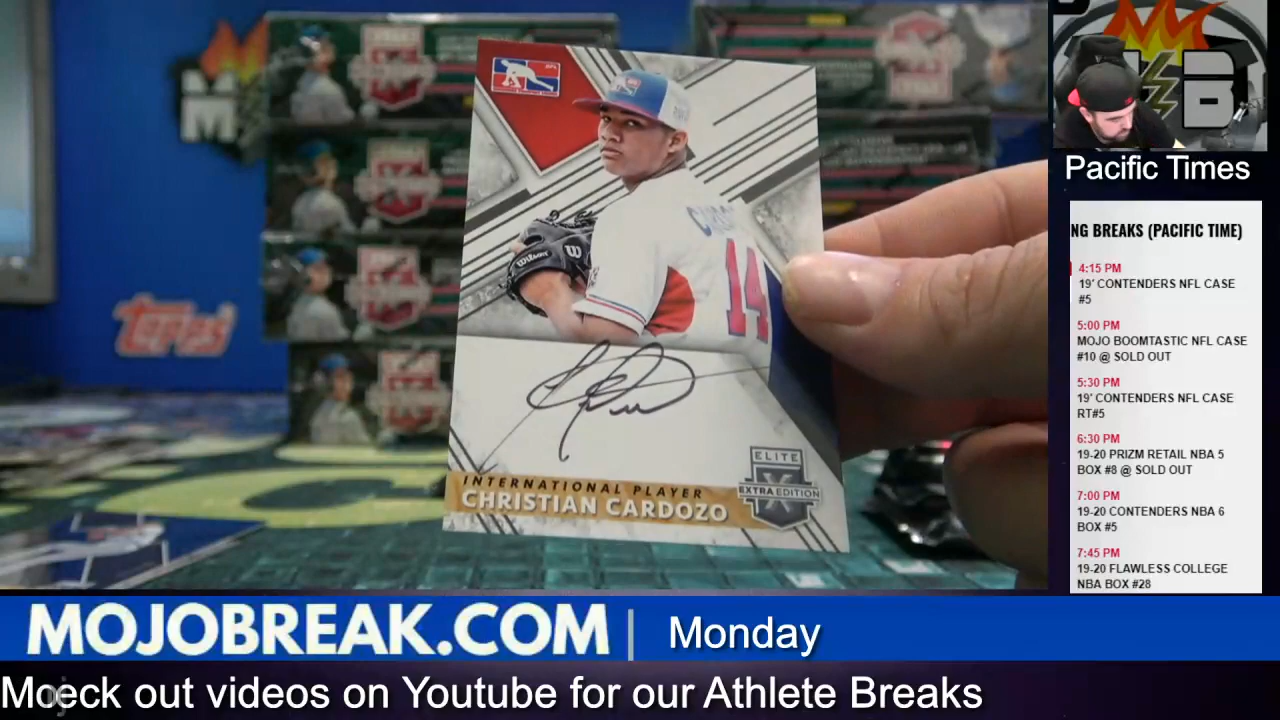 Topps
M
B
14
Wilson
W
ELITE
X
EXTRA EDITION
INTERNATIONAL PLAYER
CHRISTIAN CARDOZO
Pacific Times
NG BREAKS (PACIFIC TIME)
4:15 PM
19' CONTENDERS NFL CASE
#5
5:00 PM
MOJO BOOMTASTIC NFL CASE
#10 @ SOLD OUT
5:30 PM
19' CONTENDERS NFL CASE
RT#5
6:30 PM
19-20 PRIZM RETAIL NBA 5
BOX #8 @ SOLD OUT
7:00 PM
19-20 CONTENDERS NBA 6
BOX #5
7:45 PM
19-20 FLAWLESS COLLEGE
NBA BOX #28
MOJOBREAK.COM | Monday
eck out videos on Youtube for our Athlete Breaks